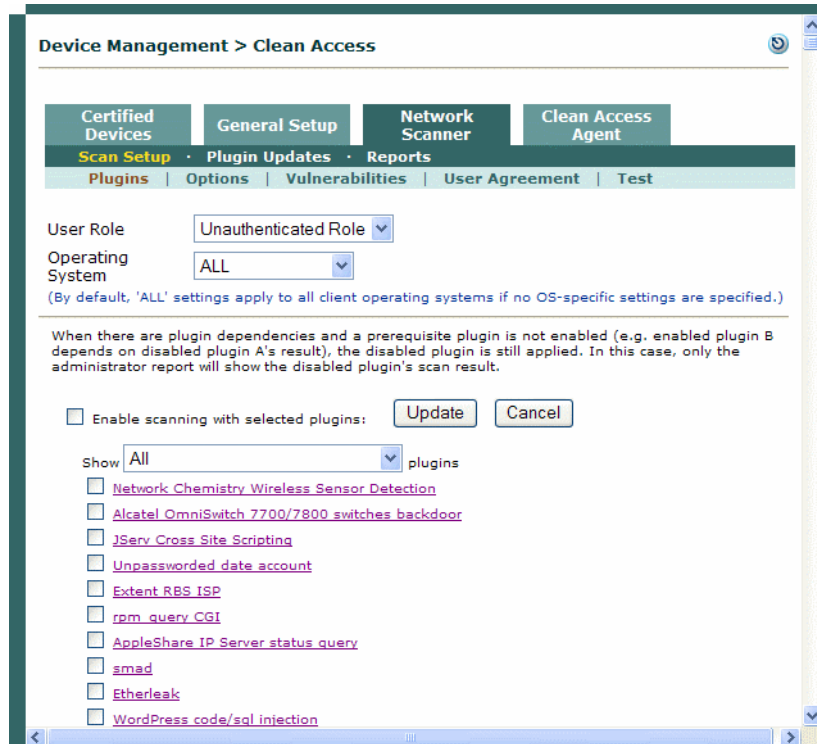 Device Management > Clean Access
Certified Devices
General Setup
Network Scanner
Clean Access Agent
Scan Setup · Plugin Updates · Reports
Plugins | Options | Vulnerabilities | User Agreement | Test
User Role Unauthenticated Role
Operating System ALL
(By default, 'ALL' settings apply to all client operating systems if no OS-specific settings are specified.)
When there are plugin dependencies and a prerequisite plugin is not enabled (e.g. enabled plugin B
depends on disabled plugin A's result), the disabled plugin is still applied. In this case, only the
administrator report will show the disabled plugin's scan result.
Enable scanning with selected plugins: Update Cancel
Show All plugins
Network Chemistry Wireless Sensor Detection
Alcatel OmniSwitch 7700/7800 switches backdoor
JServ Cross Site Scripting
Unpassworded date account
Extent RBS ISP
rpm_query CGI
AppleShare IP Server status query
smad
Etherleak
WordPress code/sql injection